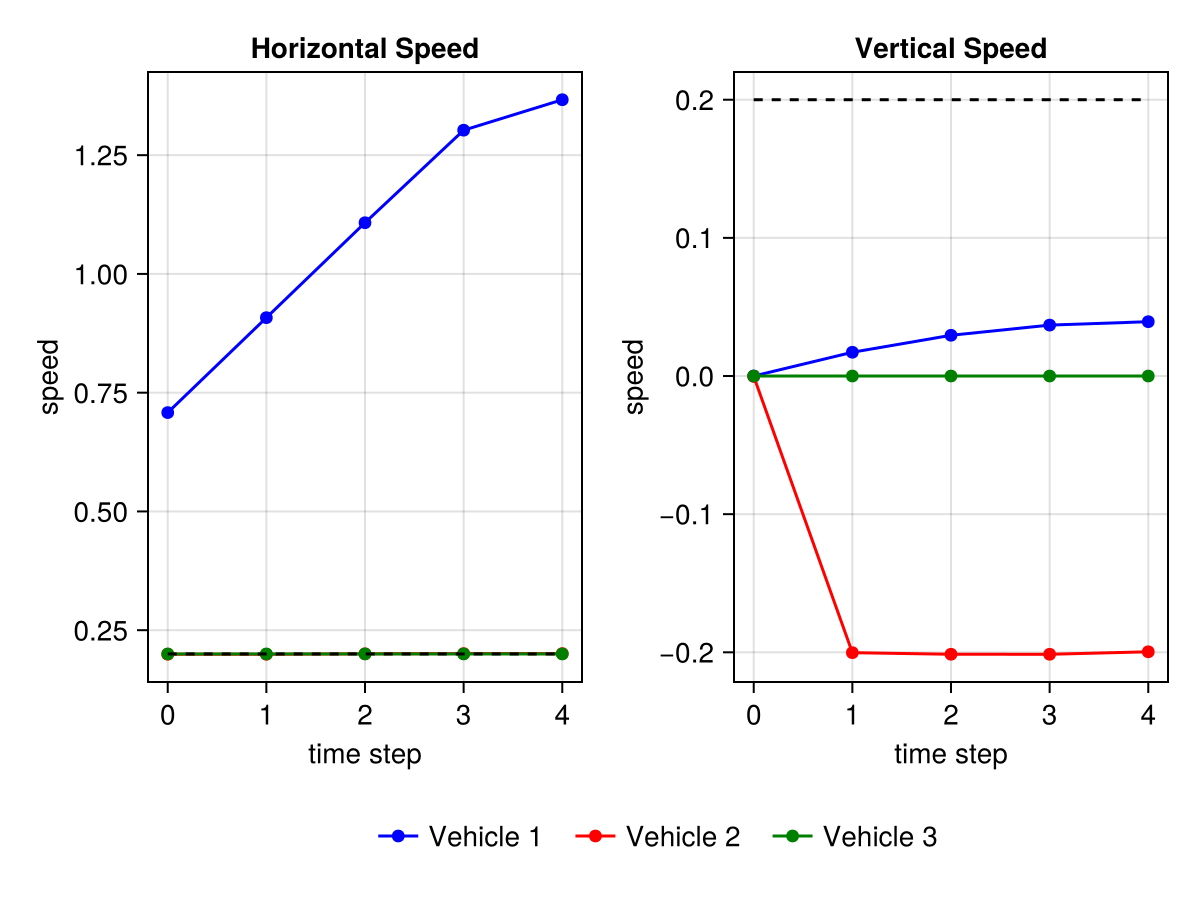 Horizontal Speed
Vertical Speed
speed
1.25
1.00
0.75
0.50
0.25
0
1
2
3
4
time step
speed
0.2
0.1
0.0
−0.1
−0.2
0
1
2
3
4
time step
Vehicle 1
Vehicle 2
Vehicle 3